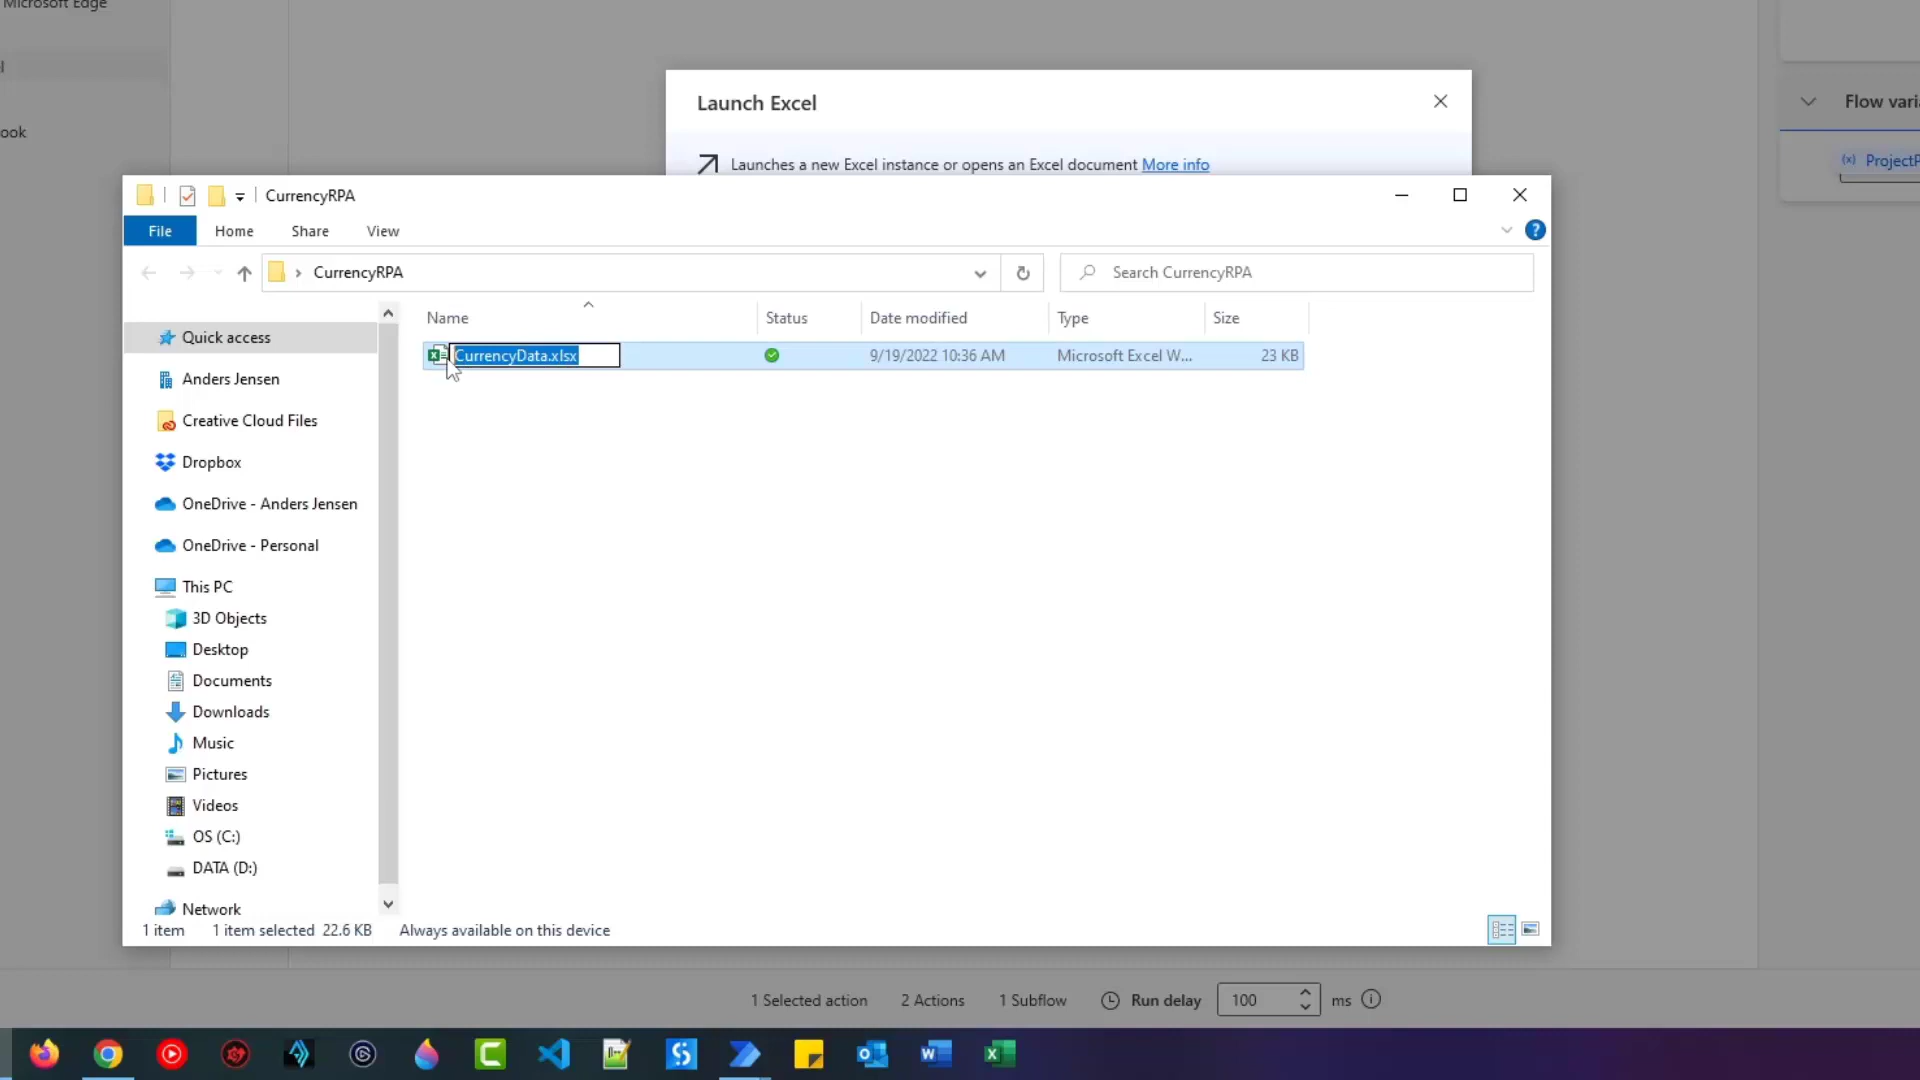 Microsoft Edge
ook
Launch Excel
Launches a new Excel instance or opens an Excel document More info
Flow vari
(x) ProjectP
CurrencyRPA
File Home Share View
CurrencyRPA
Search CurrencyRPA
Name Status Date modified Type Size
CurrencyData.xlsx 9/19/2022 10:36 AM Microsoft Excel W... 23 KB
Quick access
Anders Jensen
Creative Cloud Files
Dropbox
OneDrive - Anders Jensen
OneDrive - Personal
This PC
3D Objects
Desktop
Documents
Downloads
Music
Pictures
Videos
OS (C:)
DATA (D:)
Network
1 item 1 item selected 22.6 KB Always available on this device
1 Selected action 2 Actions 1 Subflow Run delay 100 ms